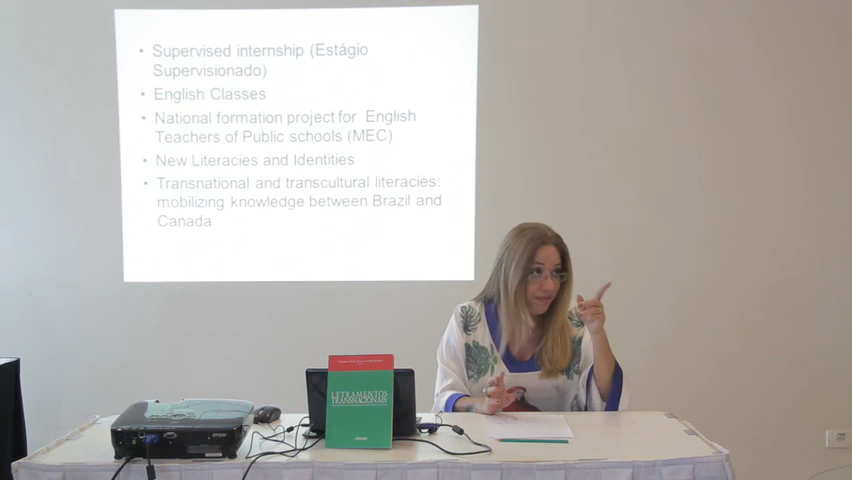 • Supervised internship (Estágio
Supervisionado)
• English Classes
• National formation project for English
Teachers of Public schools (MEC)
• New Literacies and Identities
• Transnational and transcultural literacies:
mobilizing knowledge between Brazil and
Canada
LETRAMENTOS
TRANSNACIONAIS
EPSON